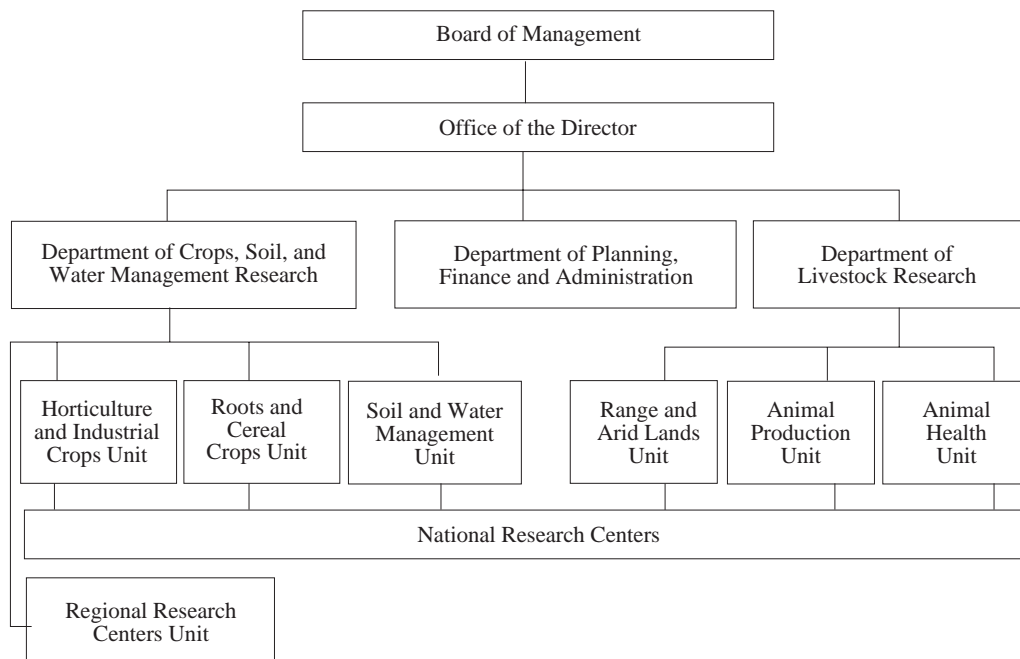 Board of Management
Office of the Director
Department of Crops, Soil, and
Water Management Research
Department of Planning,
Finance and Administration
Department of
Livestock Research
Horticulture
and Industrial
Crops Unit
Roots and
Cereal
Crops Unit
Soil and Water
Management
Unit
Range and
Arid Lands
Unit
Animal
Production
Unit
Animal
Health
Unit
National Research Centers
Regional Research
Centers Unit